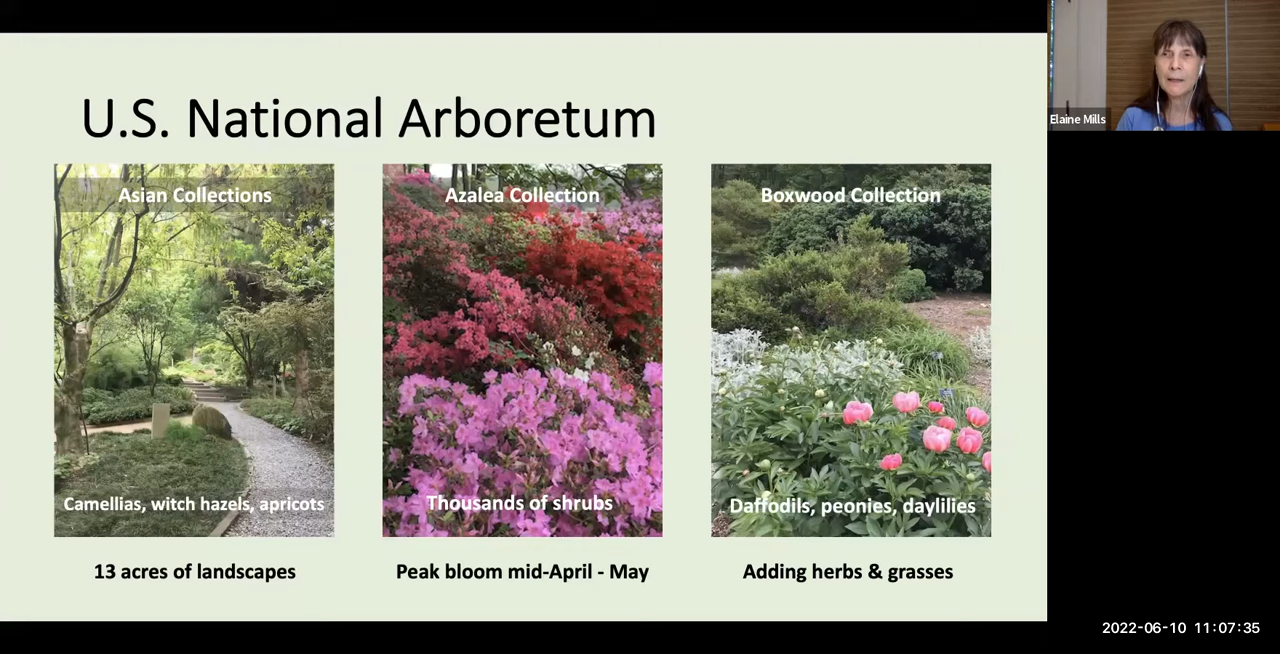 U.S. National Arboretum
Asian Collections
Camellias, witch hazels, apricots
13 acres of landscapes
Azalea Collection
Thousands of shrubs
Peak bloom mid-April - May
Boxwood Collection
Daffodils, peonies, daylilies
Adding herbs & grasses
Elaine Mills
2022-06-10 11:07:35